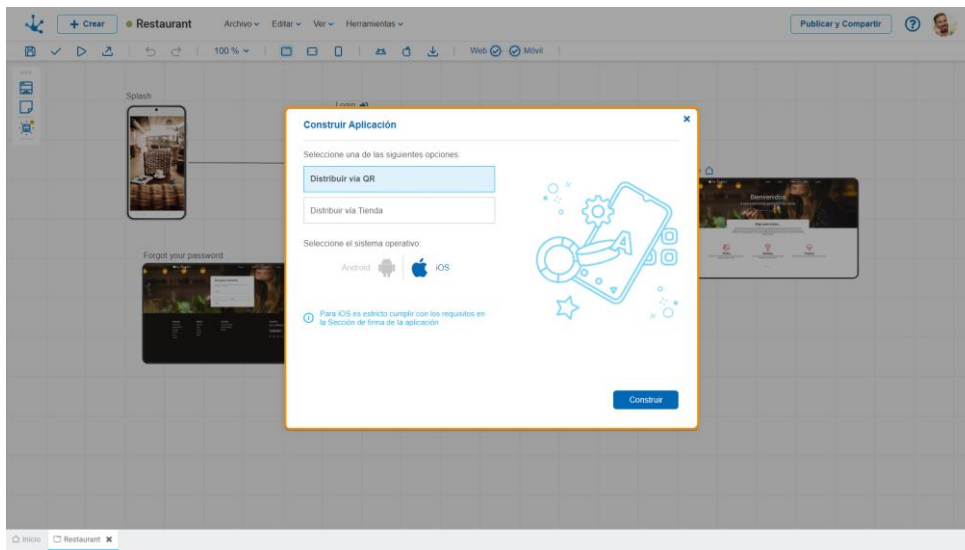 Crear
Restaurant
Archivo
Editar
Ver
Herramientas
Publicar y Compartir
?
100 %
Web
Móvil
Splash
Login
Construir Aplicación
Seleccione una de las siguientes opciones:
Distribuir vía QR
Distribuir vía Tienda
Seleccione el sistema operativo:
Android
iOS
Para iOS es estricto cumplir con los requisitos en
la Sección de firma de la aplicación
Construir
Forgot your password
Bienvenidos
Inicio
Restaurant